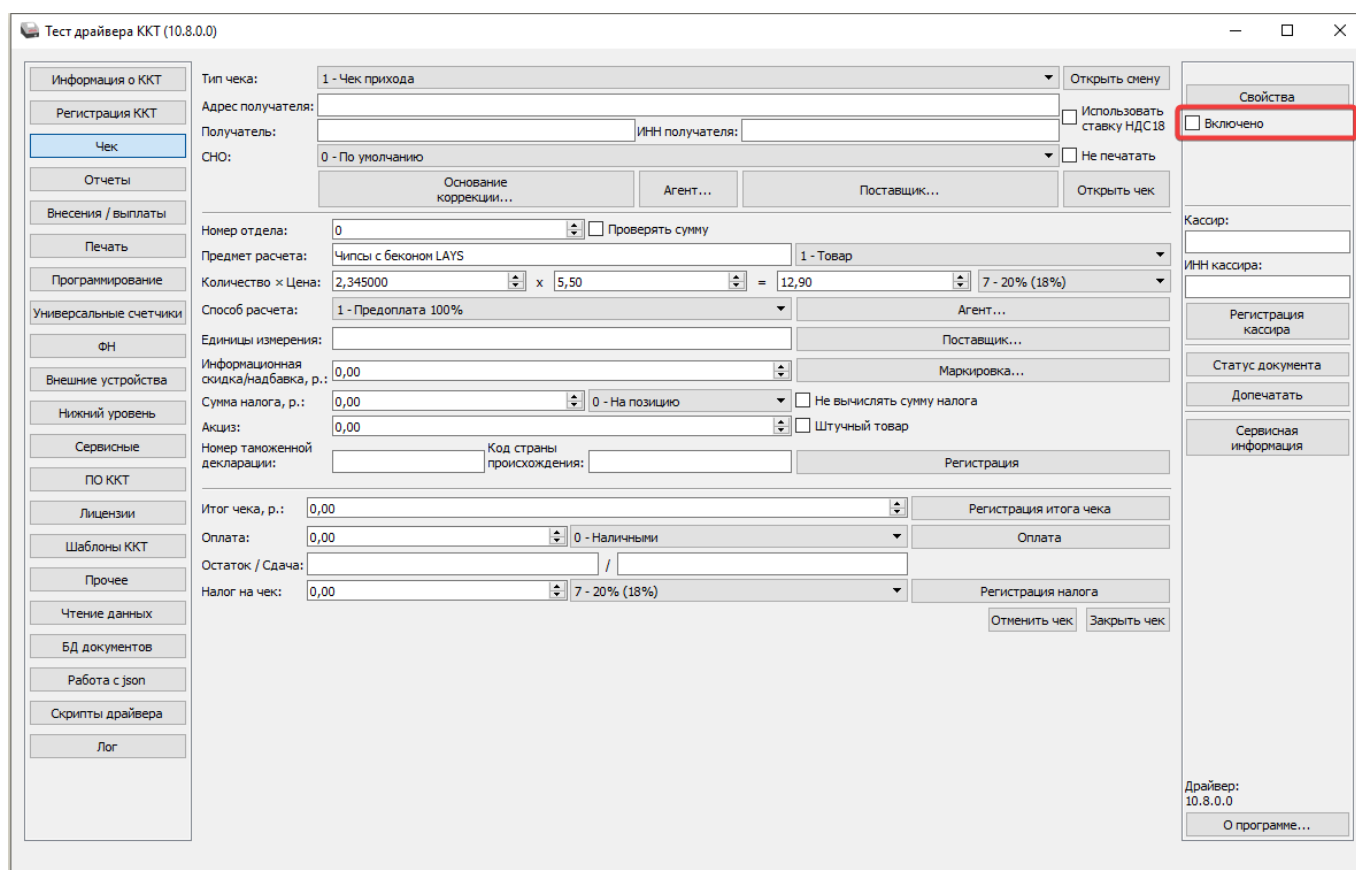 Тест драйвера ККТ (10.8.0.0)
Информация о ККТ
Регистрация ККТ
Чек
Отчеты
Внесения / выплаты
Печать
Программирование
Универсальные счетчики
ФН
Внешние устройства
Нижний уровень
Сервисные
ПО ККТ
Лицензии
Шаблоны ККТ
Прочее
Чтение данных
БД документов
Работа с json
Скрипты драйвера
Лог
Тип чека: 1 - Чек прихода Открыть смену
Адрес получателя:
Использовать
ставку НДС18
Получатель: ИНН получателя:
СНО: 0 - По умолчанию Не печатать
Основание
коррекции...
Агент... Поставщик... Открыть чек
Номер отдела: 0 Проверять сумму
Предмет расчета: Чипсы с беконом LAYS 1 - Товар
Количество × Цена: 2,345000 x 5,50 = 12,90 7 - 20% (18%)
Способ расчета: 1 - Предоплата 100% Агент...
Единицы измерения: Поставщик...
Информационная
скидка/надбавка, р.: 0,00 Маркировка...
Сумма налога, р.: 0,00 0 - На позицию Не вычислять сумму налога
Акциз: 0,00 Штучный товар
Номер таможенной
декларации:
Код страны
происхождения:
Регистрация
Итог чека, р.: 0,00 Регистрация итога чека
Оплата: 0,00 0 - Наличными Оплата
Остаток / Сдача: /
Налог на чек: 0,00 7 - 20% (18%) Регистрация налога
Отменить чек Закрыть чек
Свойства
Включено
Кассир:
ИНН кассира:
Регистрация
кассира
Статус документа
Допечатать
Сервисная
информация
Драйвер:
10.8.0.0
О программе...